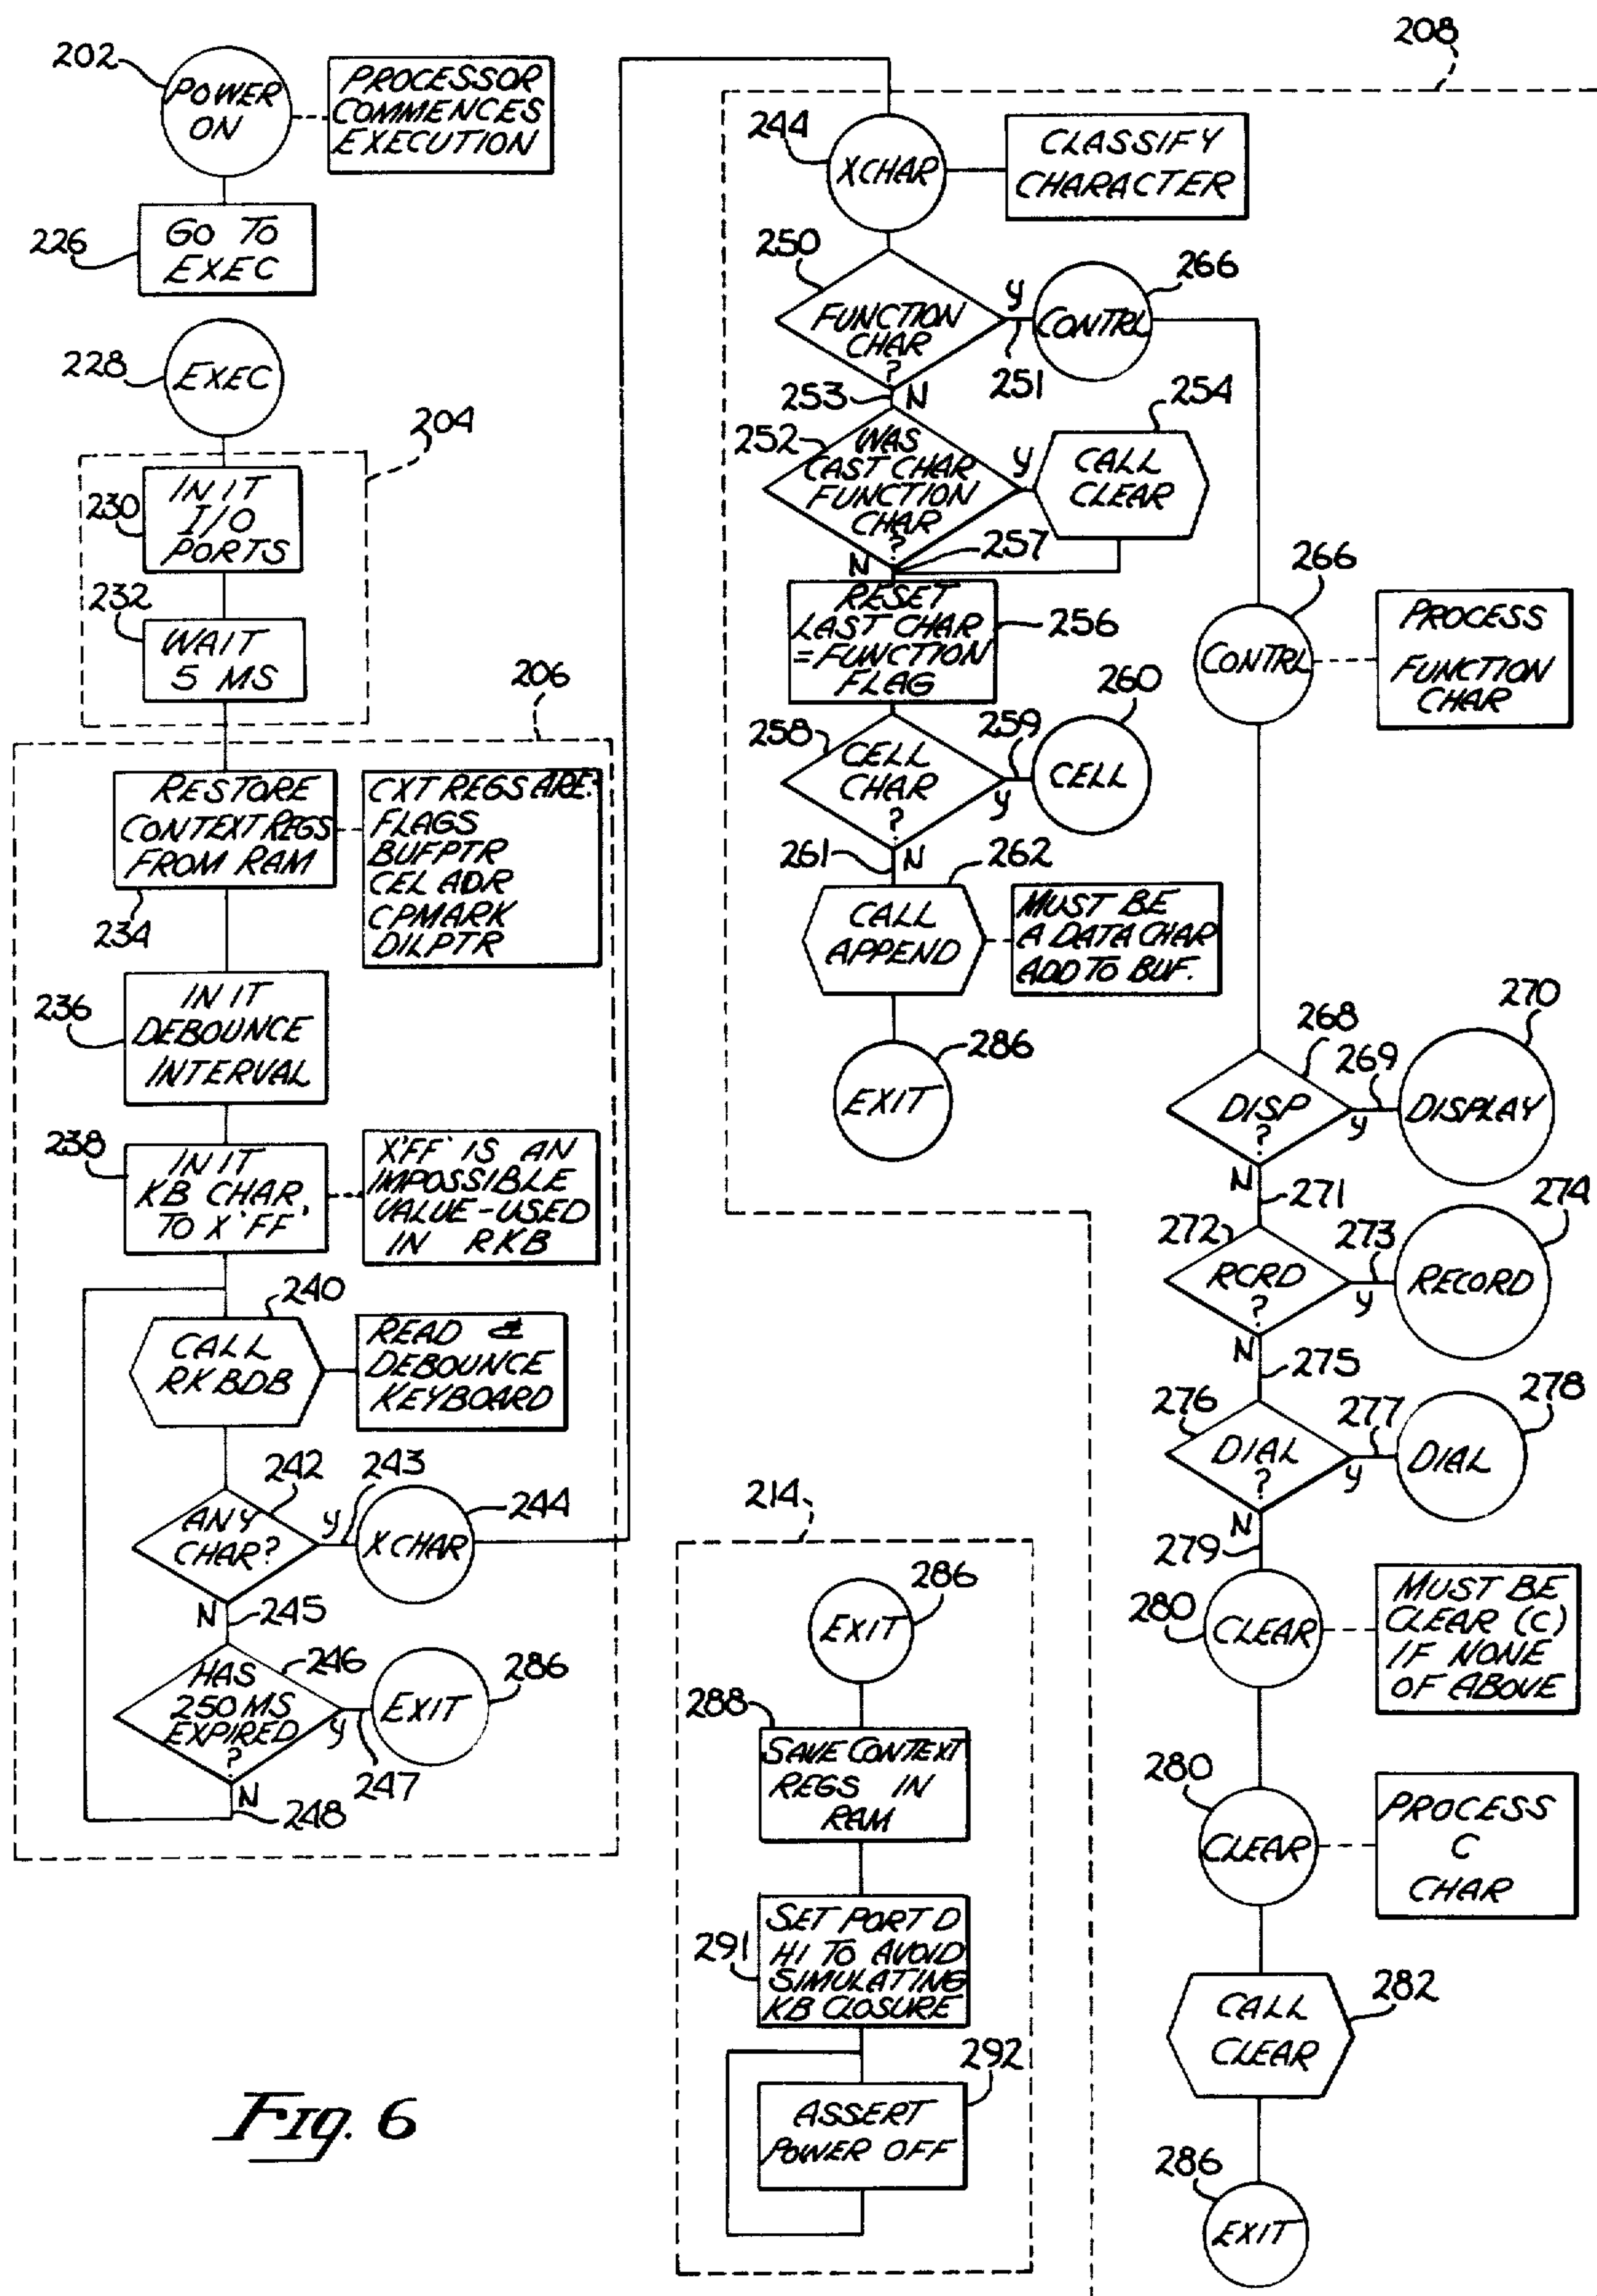 202
POWER
ON
PROCESSOR
COMMENCES
EXECUTION
226
GO TO
EXEC
228
EXEC
204
230
INIT
I/O
PORTS
232
WAIT
5 MS
206
234
RESTORE
CONTEXT REGS
FROM RAM
CXT REGS ARE:
FLAGS
BUFPTR
CEL ADR
CPMARK
DILPTR
236
INIT
DEBOUNCE
INTERVAL
238
INIT
KB CHAR
TO X'FF'
X'FF' IS AN
IMPOSSIBLE
VALUE-USED
IN RKB
240
CALL
RKBDB
READ &
DEBOUNCE
KEYBOARD
242
ANY
CHAR?
Y
243
244
XCHAR
N
245
246
HAS
250 MS
EXPIRED
?
Y
247
EXIT
286
N
248
208
244
XCHAR
CLASSIFY
CHARACTER
250
FUNCTION
CHAR
?
Y
251
CONTRL
266
253
N
252
WAS
CAST CHAR
FUNCTION
CHAR
?
Y
254
CALL
CLEAR
N
257
RESET
LAST CHAR
=FUNCTION
FLAG
256
258
CELL
CHAR
?
259
Y
260
CELL
261
N
262
CALL
APPEND
MUST BE
A DATA CHAR
ADD TO BUF.
286
EXIT
266
CONTRL
PROCESS
FUNCTION
CHAR
268
DISP
?
269
Y
270
DISPLAY
N
271
272
RCRD
?
273
Y
274
RECORD
N
275
276
DIAL
?
277
Y
278
DIAL
N
279
280
CLEAR
MUST BE
CLEAR (C)
IF NONE
OF ABOVE
280
CLEAR
PROCESS
C
CHAR
282
CALL
CLEAR
286
EXIT
214
286
EXIT
288
SAVE CONTEXT
REGS IN
RAM
291
SET PORT D
HI TO AVOID
SIMULATING
KB CLOSURE
292
ASSERT
POWER OFF
Fig. 6